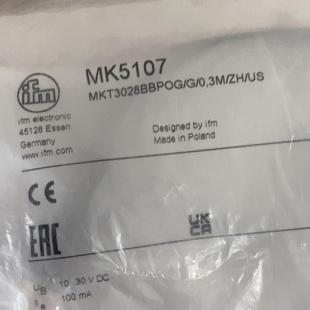 ifm
MK5107
MKT3028BBPOG/G/0,3M/ZH/US
ifm electronic
45128 Essen
Germany
www.ifm.com
Designed by ifm
Made in Poland
CE
UK
CA
EAC
UB 10 30 V DC
100 mA